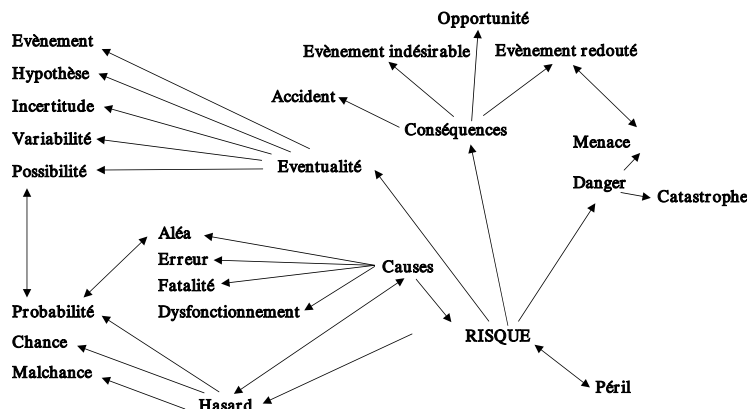 Opportunité
Evènement
Evènement indésirable
Evènement redouté
Hypothèse
Accident
Incertitude
Conséquences
Variabilité
Menace
Possibilité
Eventualité
Danger
Catastrophe
Aléa
Erreur
Causes
Fatalité
Probabilité
Dysfonctionnement
Chance
RISQUE
Malchance
Péril
Hasard